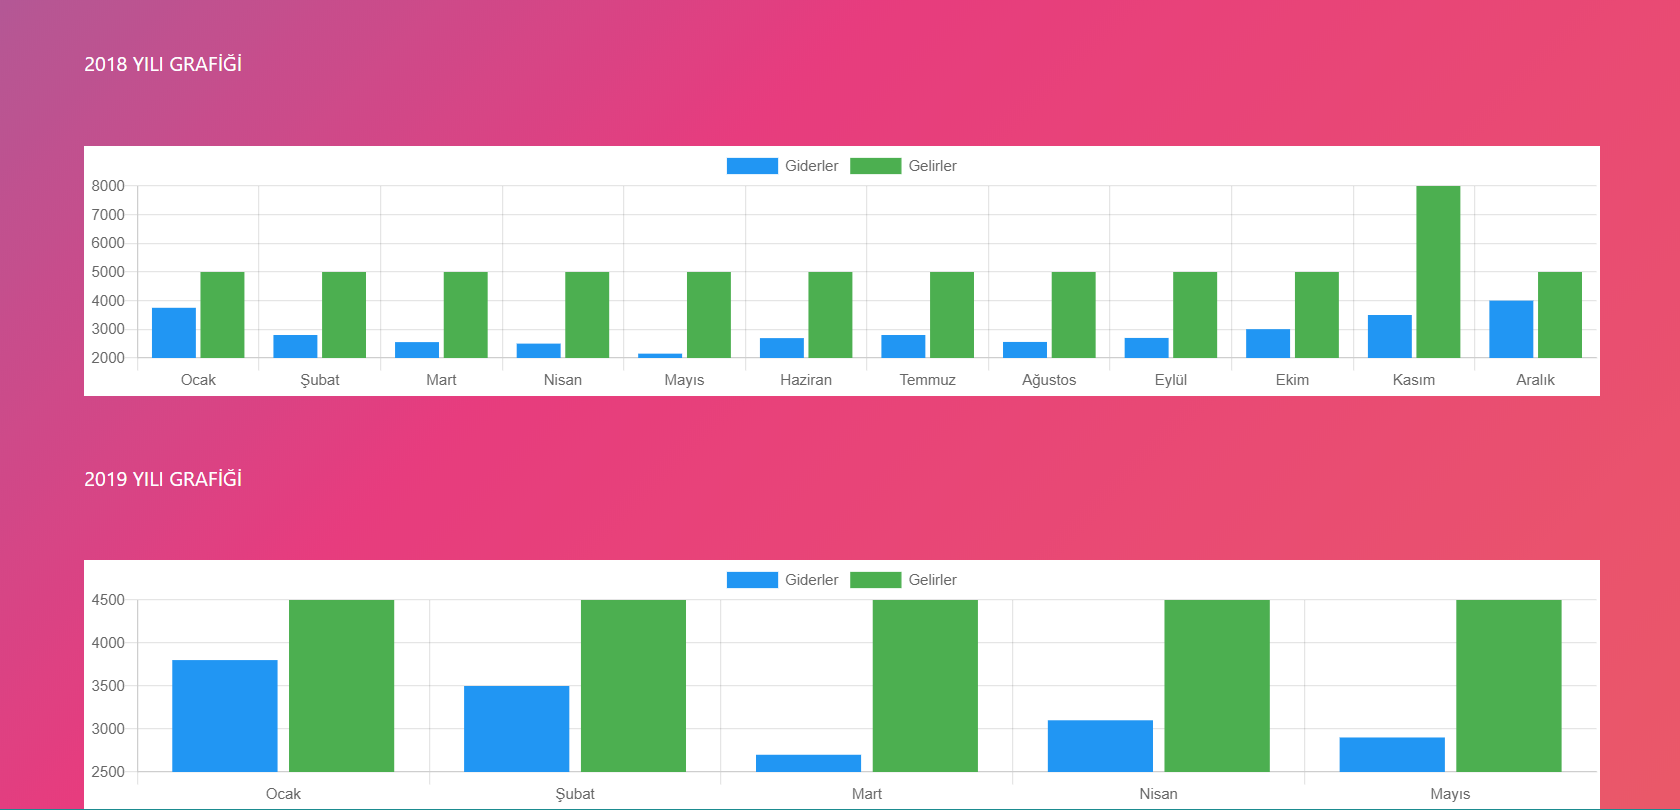 2018 YILI GRAFİĞİ
Giderler Gelirler
8000
7000
6000
5000
4000
3000
2000
Ocak Şubat Mart Nisan Mayıs Haziran Temmuz Ağustos Eylül Ekim Kasım Aralık
2019 YILI GRAFİĞİ
Giderler Gelirler
4500
4000
3500
3000
2500
Ocak Şubat Mart Nisan Mayıs